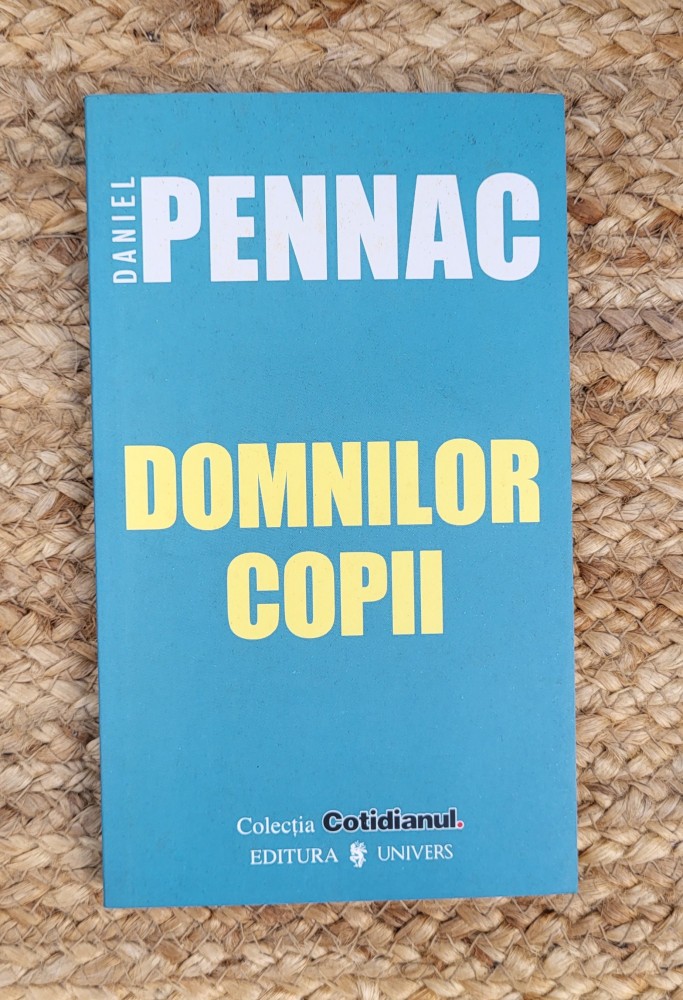 DANIEL
PENNAC
DOMNILOR
COPII
Colecția Cotidianul.
EDITURA UNIVERS